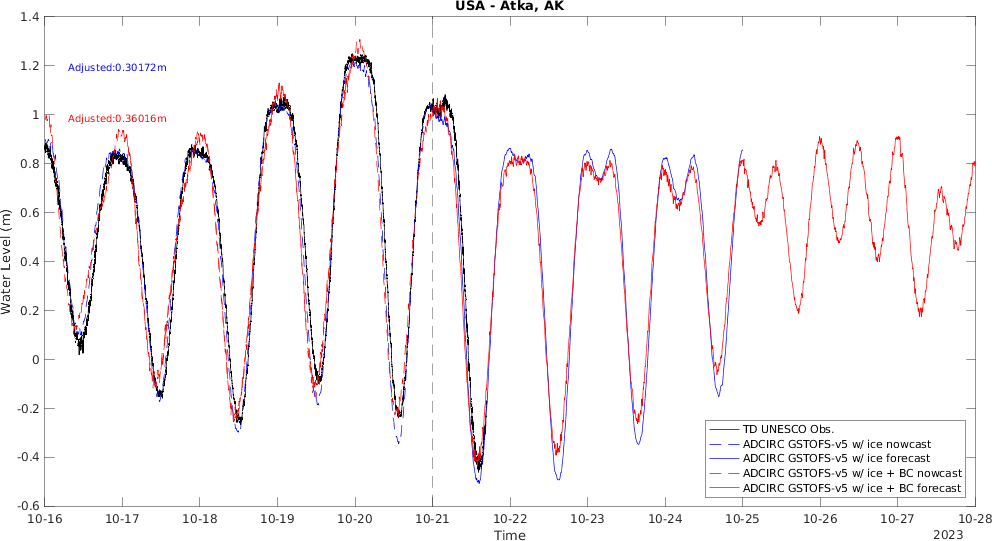 USA - Atka, AK
1.4
1.2
1
0.8
0.6
0.4
0.2
0
-0.2
-0.4
-0.6
Water Level (m)
Adjusted:0.30172m
Adjusted:0.36016m
TD UNESCO Obs.
ADCIRC GSTOFS-v5 w/ ice nowcast
ADCIRC GSTOFS-v5 w/ ice forecast
ADCIRC GSTOFS-v5 w/ ice + BC nowcast
ADCIRC GSTOFS-v5 w/ ice + BC forecast
10-16 10-17 10-18 10-19 10-20 10-21 10-22 10-23 10-24 10-25 10-26 10-27 10-28
Time
2023